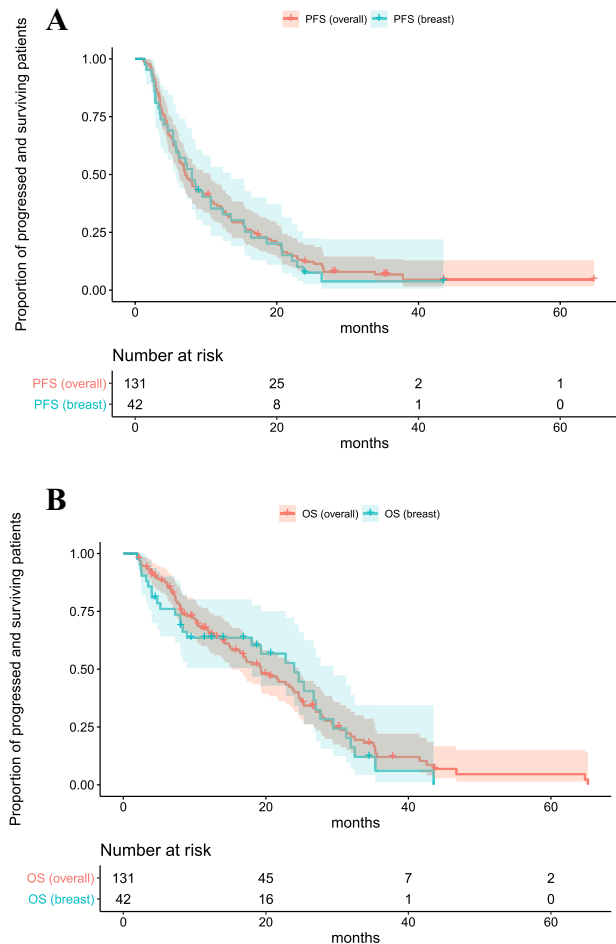 A
PFS (overall) PFS (breast)
Proportion of progressed and surviving patients
1.00
0.75
0.50
0.25
0.00
0 20 40 60
months
Number at risk
PFS (overall) 131 25 2 1
PFS (breast) 42 8 1 0
0 20 40 60
months
B
OS (overall) OS (breast)
Proportion of progressed and surviving patients
1.00
0.75
0.50
0.25
0.00
0 20 40 60
months
Number at risk
OS (overall) 131 45 7 2
OS (breast) 42 16 1 0
0 20 40 60
months